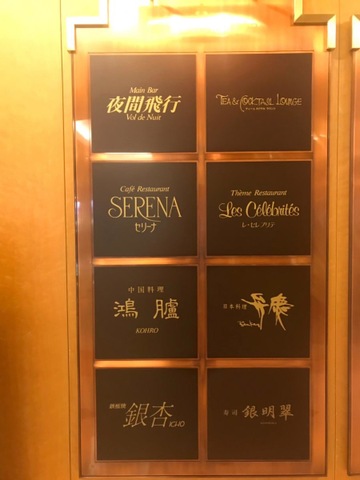 Main Bar
夜間飛行
Vol de Nuit
TEA & COCKTAIL LOUNGE
Café Restaurant
SERENA
セリーナ
Thème Restaurant
Les Célébrités
レ・セレブリテ
中国料理
鴻臚
KOHRO
日本料理
鉄板焼
銀杏
ICHO
寿司 銀明翠